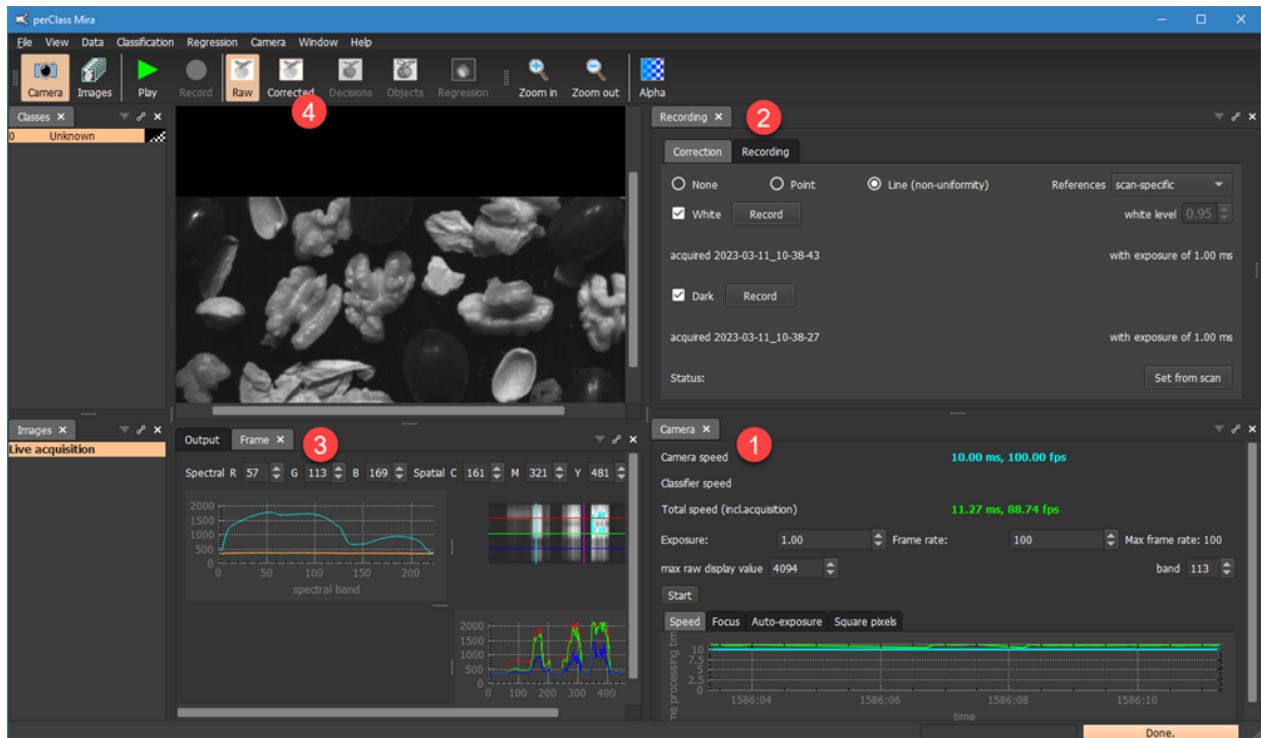 perClass Mira
File View Data Classification Regression Camera Window Help
Camera Images Play Record Raw Corrected Decisions Objects Regression Zoom in Zoom out Alpha
4
Classes
0 Unknown
Recording
2
Correction Recording
None Point Line (non-uniformity) References scan-specific
White Record white level 0.95
acquired 2023-03-11_10-38-43 with exposure of 1.00 ms
Dark Record
acquired 2023-03-11_10-38-27 with exposure of 1.00 ms
Status: Set from scan
Images
Live acquisition
Output Frame
3
Spectral R 57 G 113 B 169 Spatial C 161 M 321 Y 481
2000
1500
1000
500
0
0 50 100 150 200
spectral band
2000
1500
1000
500
0
0 100 200 300 400
Camera
1
Camera speed 10.00 ms, 100.00 fps
Classifier speed
Total speed (incl.acquisition) 11.27 ms, 88.74 fps
Exposure: 1.00 Frame rate: 100 Max frame rate: 100
max raw display value 4094 band 113
Start
Speed Focus Auto-exposure Square pixels
10
7.5
5
2.5
0
processing
1586:04 1586:06 1586:08 1586:10
time
Done.